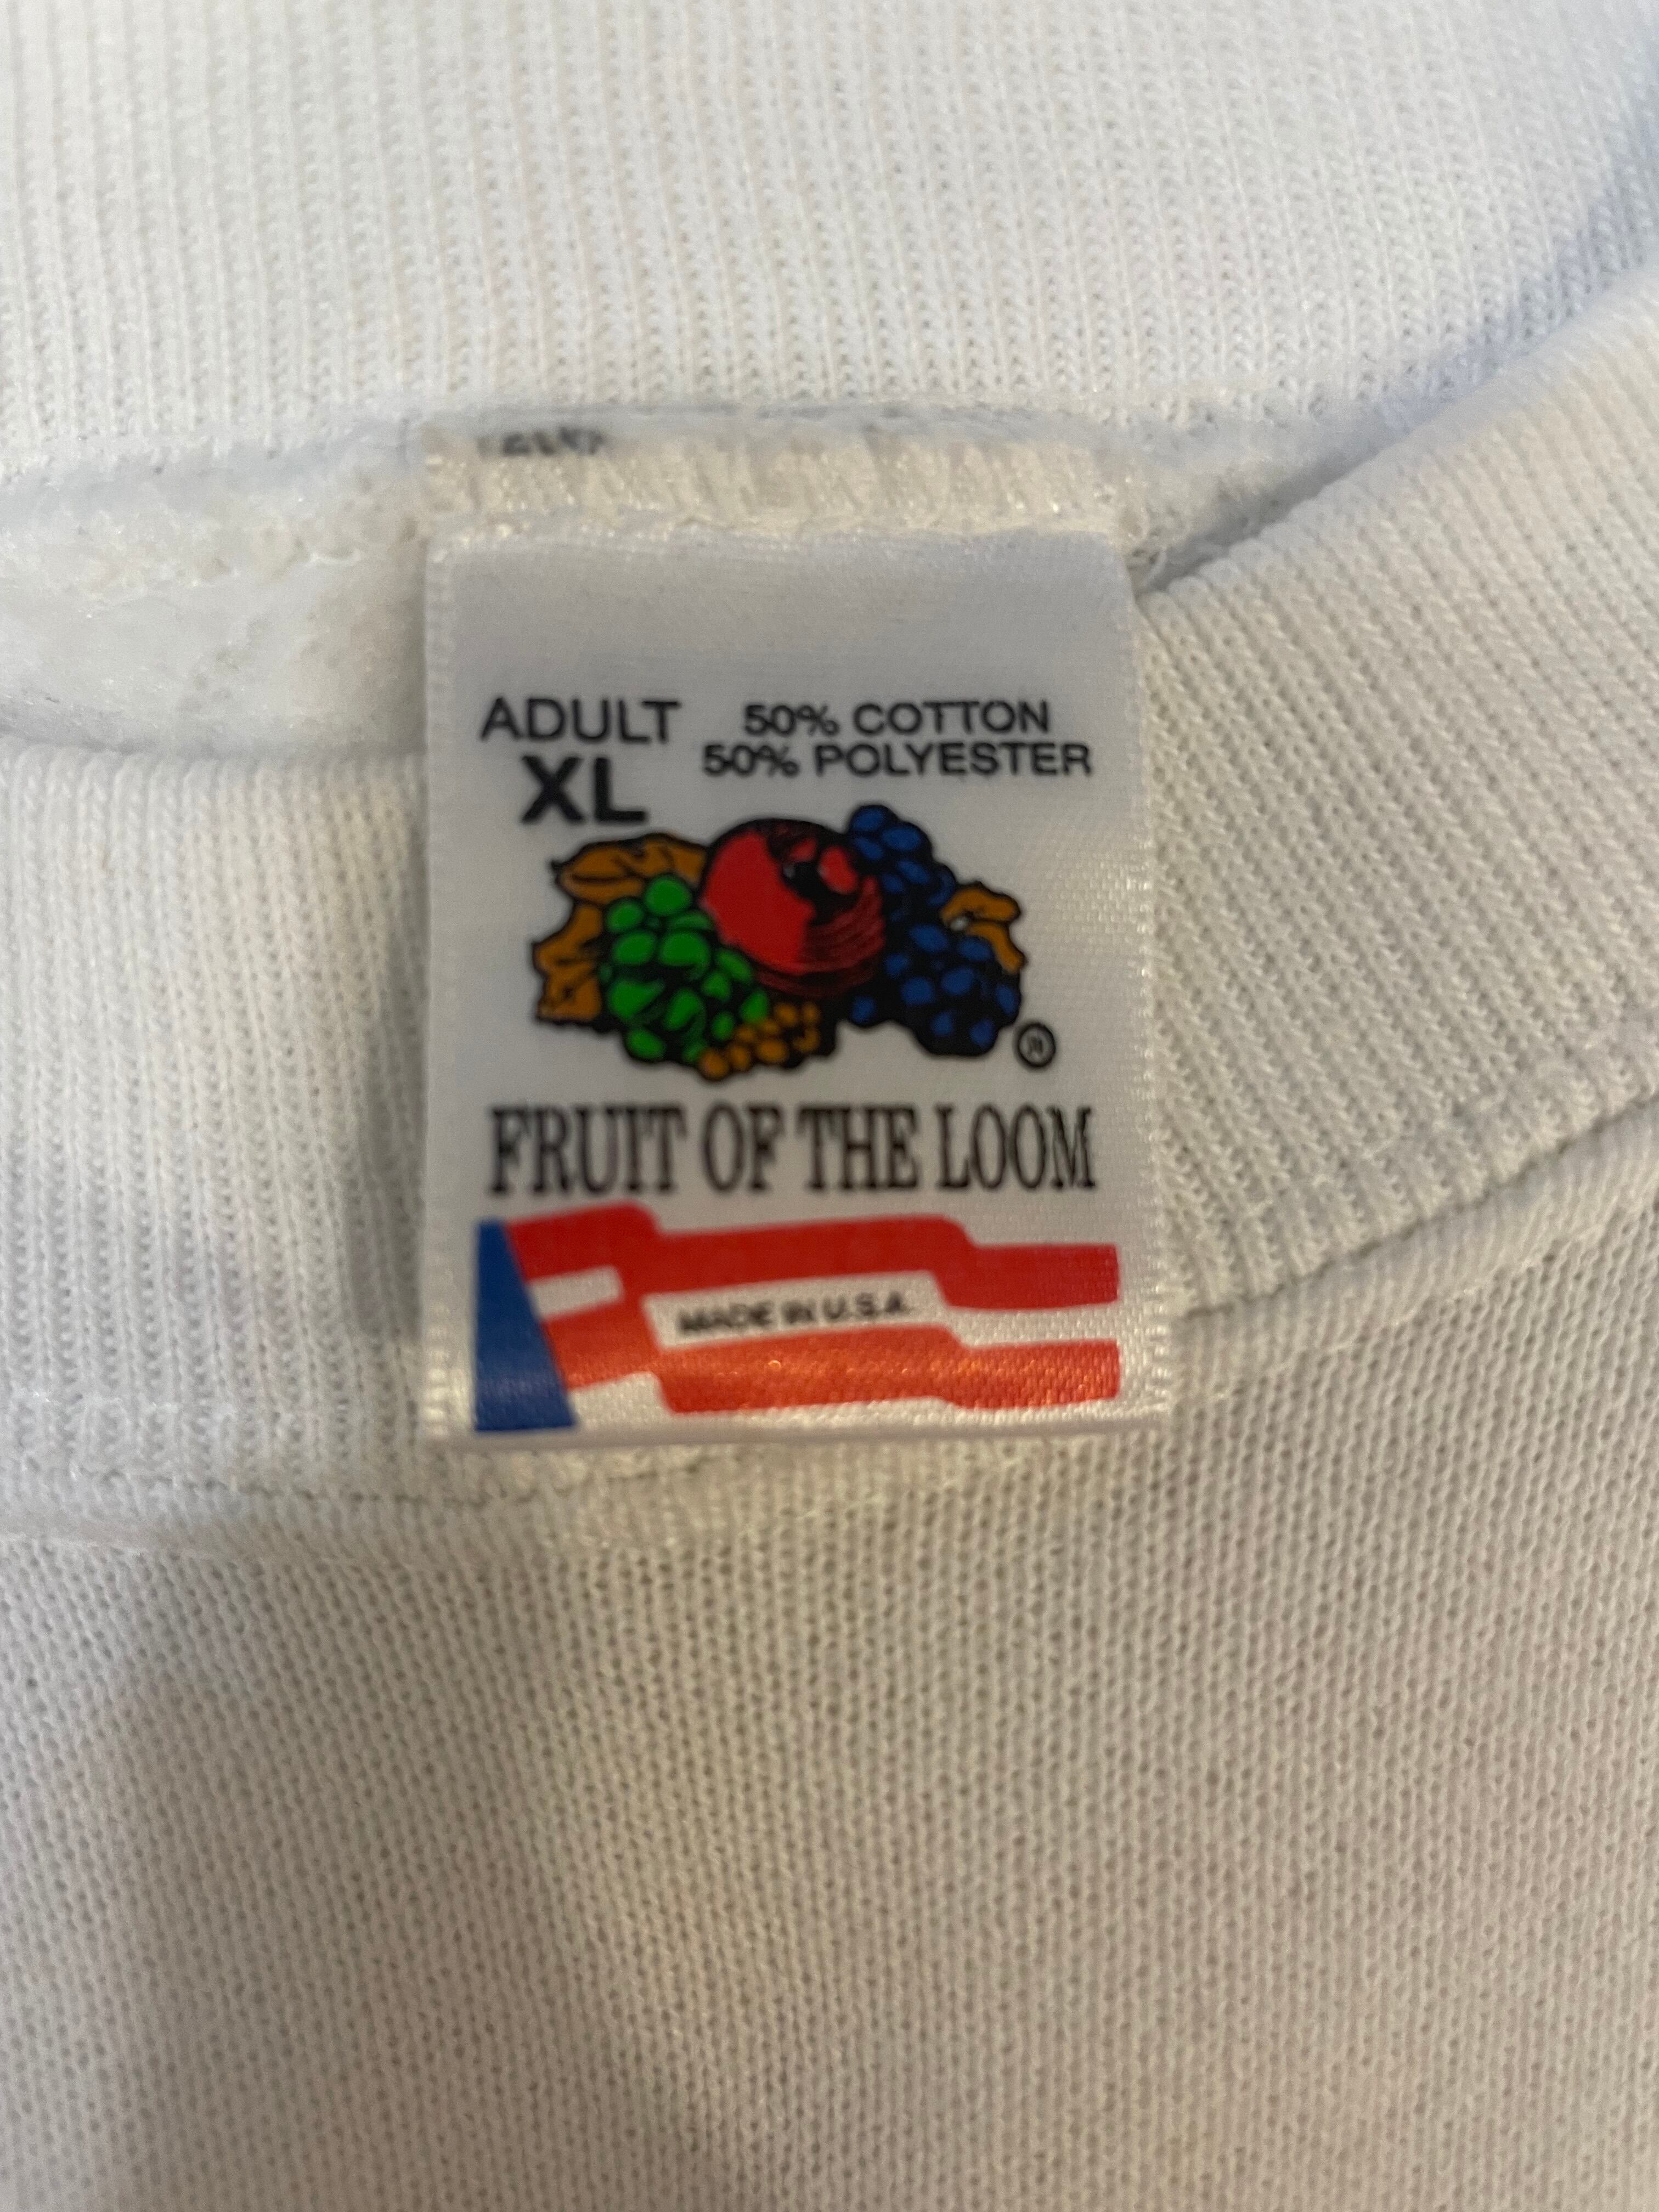 ADULT
XL
50% COTTON
50% POLYESTER
®
FRUIT OF THE LOOM
MADE IN U.S.A.